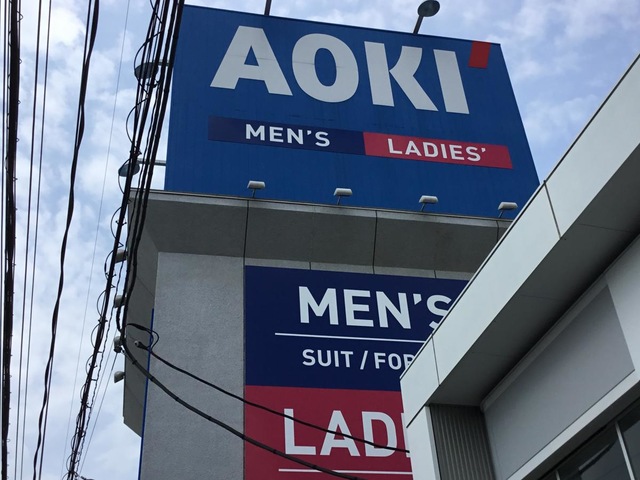 AOKI
MEN'S LADIES'
MEN'S
SUIT / FOR
LADI